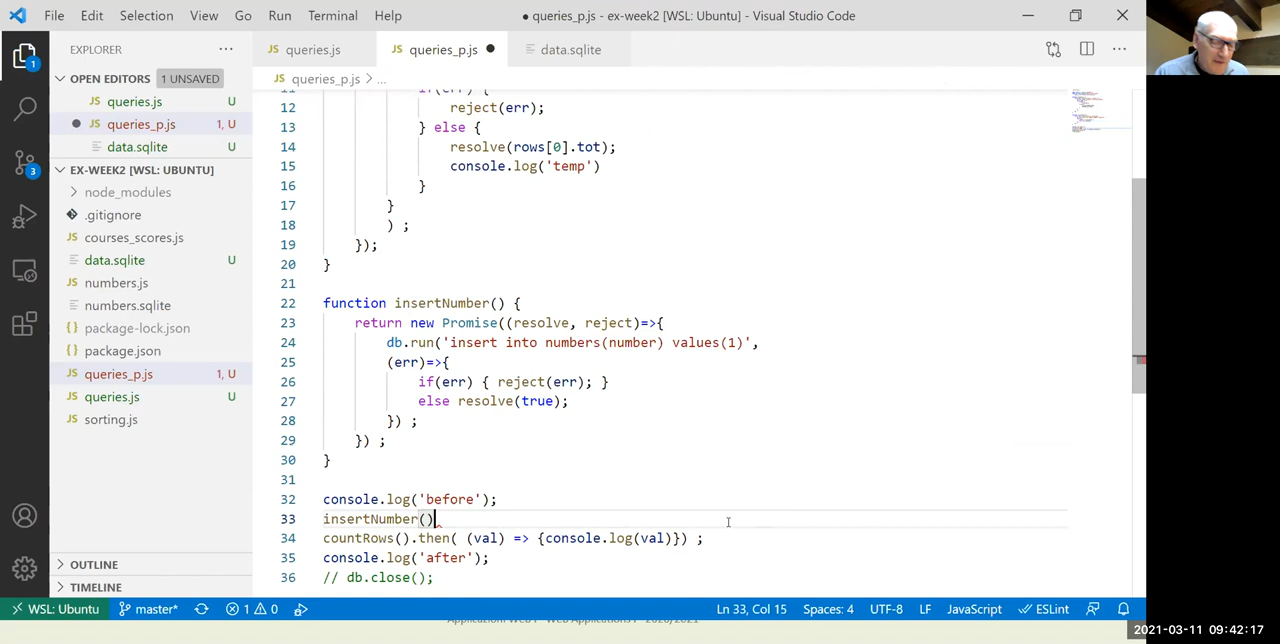 File Edit Selection View Go Run Terminal Help ● queries_p.js - ex-week2 [WSL: Ubuntu] - Visual Studio Code
EXPLORER ···
OPEN EDITORS 1 UNSAVED
JS queries.js U
● JS queries_p.js 1, U
data.sqlite U
EX-WEEK2 [WSL: UBUNTU]
node_modules
.gitignore
JS courses_scores.js
data.sqlite U
JS numbers.js
numbers.sqlite
{} package-lock.json
{} package.json
JS queries_p.js 1, U
JS queries.js U
JS sorting.js
OUTLINE
TIMELINE
1
3
JS queries.js JS queries_p.js ● data.sqlite
JS queries_p.js > ...
11 if(err) {
12 reject(err);
13 } else {
14 resolve(rows[0].tot);
15 console.log('temp')
16 }
17 }
18 ) ;
19 });
20 }
21
22 function insertNumber() {
23 return new Promise((resolve, reject)=>{
24 db.run('insert into numbers(number) values(1)',
25 (err)=>{
26 if(err) { reject(err); }
27 else resolve(true);
28 }) ;
29 }) ;
30 }
31
32 console.log('before');
33 insertNumber()
34 countRows().then( (val) => {console.log(val)}) ;
35 console.log('after');
36 // db.close();
WSL: Ubuntu master* 1 0 Ln 33, Col 15 Spaces: 4 UTF-8 LF JavaScript ESLint
Applicazioni Web I - Web Applications I - 2020/2021
2021-03-11 09:42:17